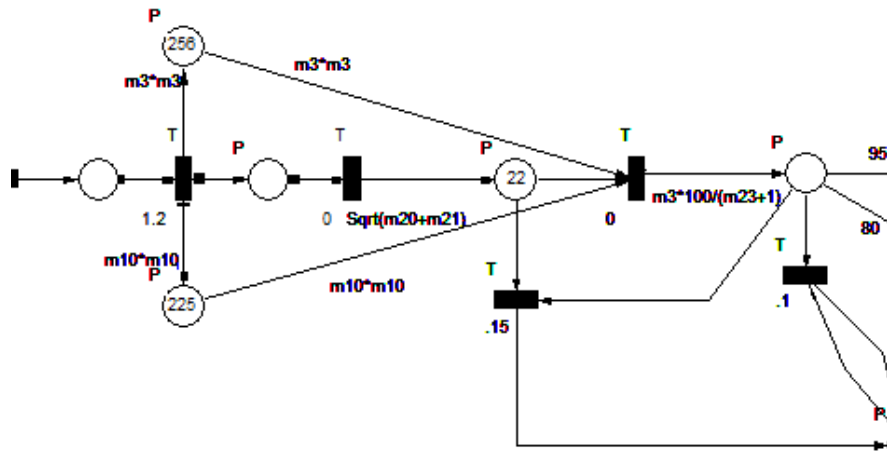 P
256
m3*m3
m3*m3
T
T
T
P
P
P
22
95
1.2
0
Sqrt(m20+m21)
0
m3*100/(m23+1)
80
m10*m10
P
m10*m10
T
T
225
.15
.1
P